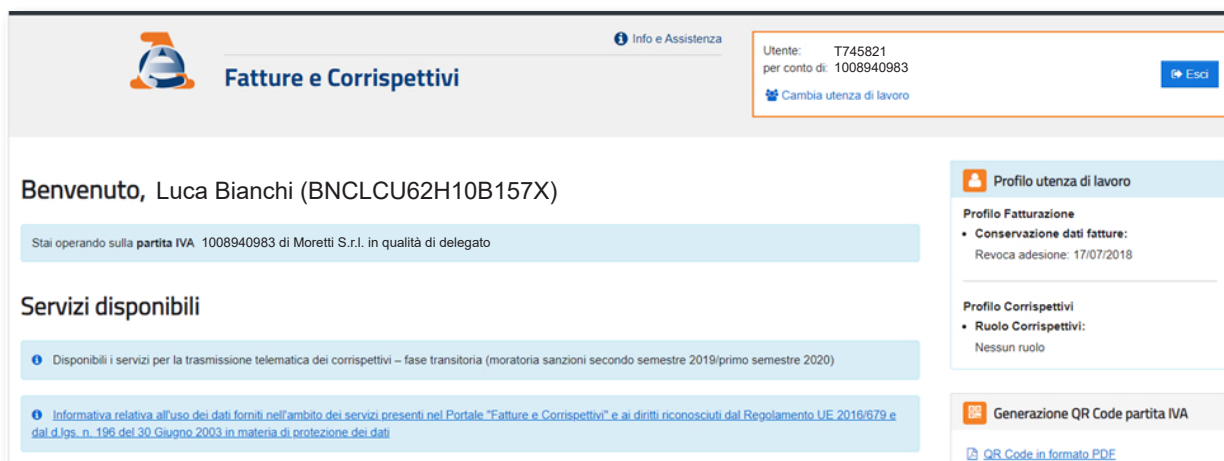 Info e Assistenza
Fatture e Corrispettivi
Utente: T745821
per conto di: 1008940983
Cambia utenza di lavoro
Esci
Benvenuto, Luca Bianchi (BNCLCU62H10B157X)
Stai operando sulla partita IVA 1008940983 di Moretti S.r.l. in qualità di delegato
Servizi disponibili
Disponibili i servizi per la trasmissione telematica dei corrispettivi – fase transitoria (moratoria sanzioni secondo semestre 2019/primo semestre 2020)
Informativa relativa all'uso dei dati forniti nell'ambito dei servizi presenti nel Portale "Fatture e Corrispettivi" e ai diritti riconosciuti dal Regolamento UE 2016/679 e
dal d.lgs. n. 196 del 30 Giugno 2003 in materia di protezione dei dati
Profilo utenza di lavoro
Profilo Fatturazione
• Conservazione dati fatture:
Revoca adesione: 17/07/2018
Profilo Corrispettivi
• Ruolo Corrispettivi:
Nessun ruolo
Generazione QR Code partita IVA
QR Code in formato PDF